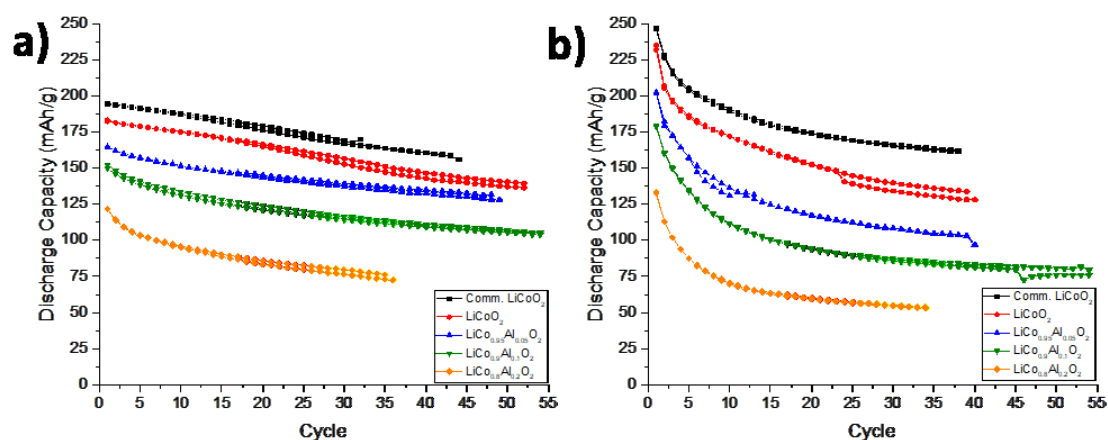 a)
Discharge Capacity (mAh/g)
250
225
200
175
150
125
100
75
50
25
0
0 5 10 15 20 25 30 35 40 45 50 55
Cycle
Comm. LiCoO₂
LiCoO₂
LiCo₀.₉₅Al₀.₀₅O₂
LiCo₀.₉Al₀.₁O₂
LiCo₀.₈Al₀.₂O₂
b)
Discharge Capacity (mAh/g)
250
225
200
175
150
125
100
75
50
25
0
0 5 10 15 20 25 30 35 40 45 50 55
Cycle
Comm. LiCoO₂
LiCoO₂
LiCo₀.₉₅Al₀.₀₅O₂
LiCo₀.₉Al₀.₁O₂
LiCo₀.₈Al₀.₂O₂